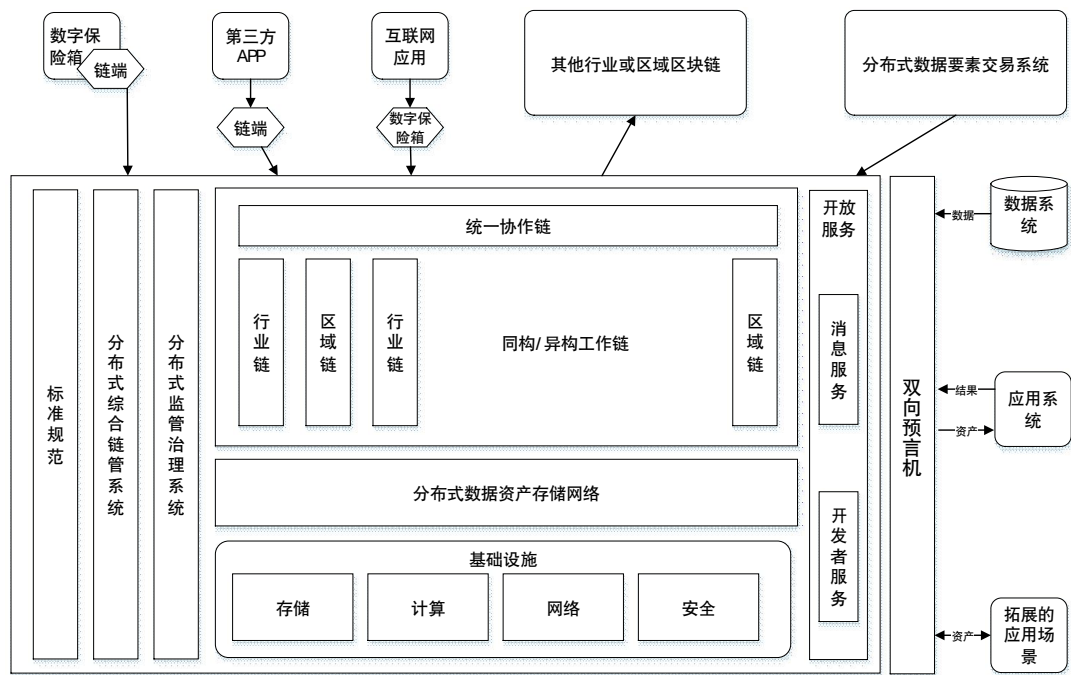 数字保
险箱
链端
第三方
APP
链端
互联网
应用
数字保
险箱
其他行业或区域区块链
分布式数据要素交易系统
标准规范
分布式综合链管系统
分布式监管治理系统
统一协作链
行业链
区域链
行业链
同构/异构工作链
区域链
分布式数据资产存储网络
基础设施
存储
计算
网络
安全
开放
服务
消息服务
开发者服务
双向预言机
数据
数据系
统
结果
资产
应用系
统
资产
拓展的
应用场
景